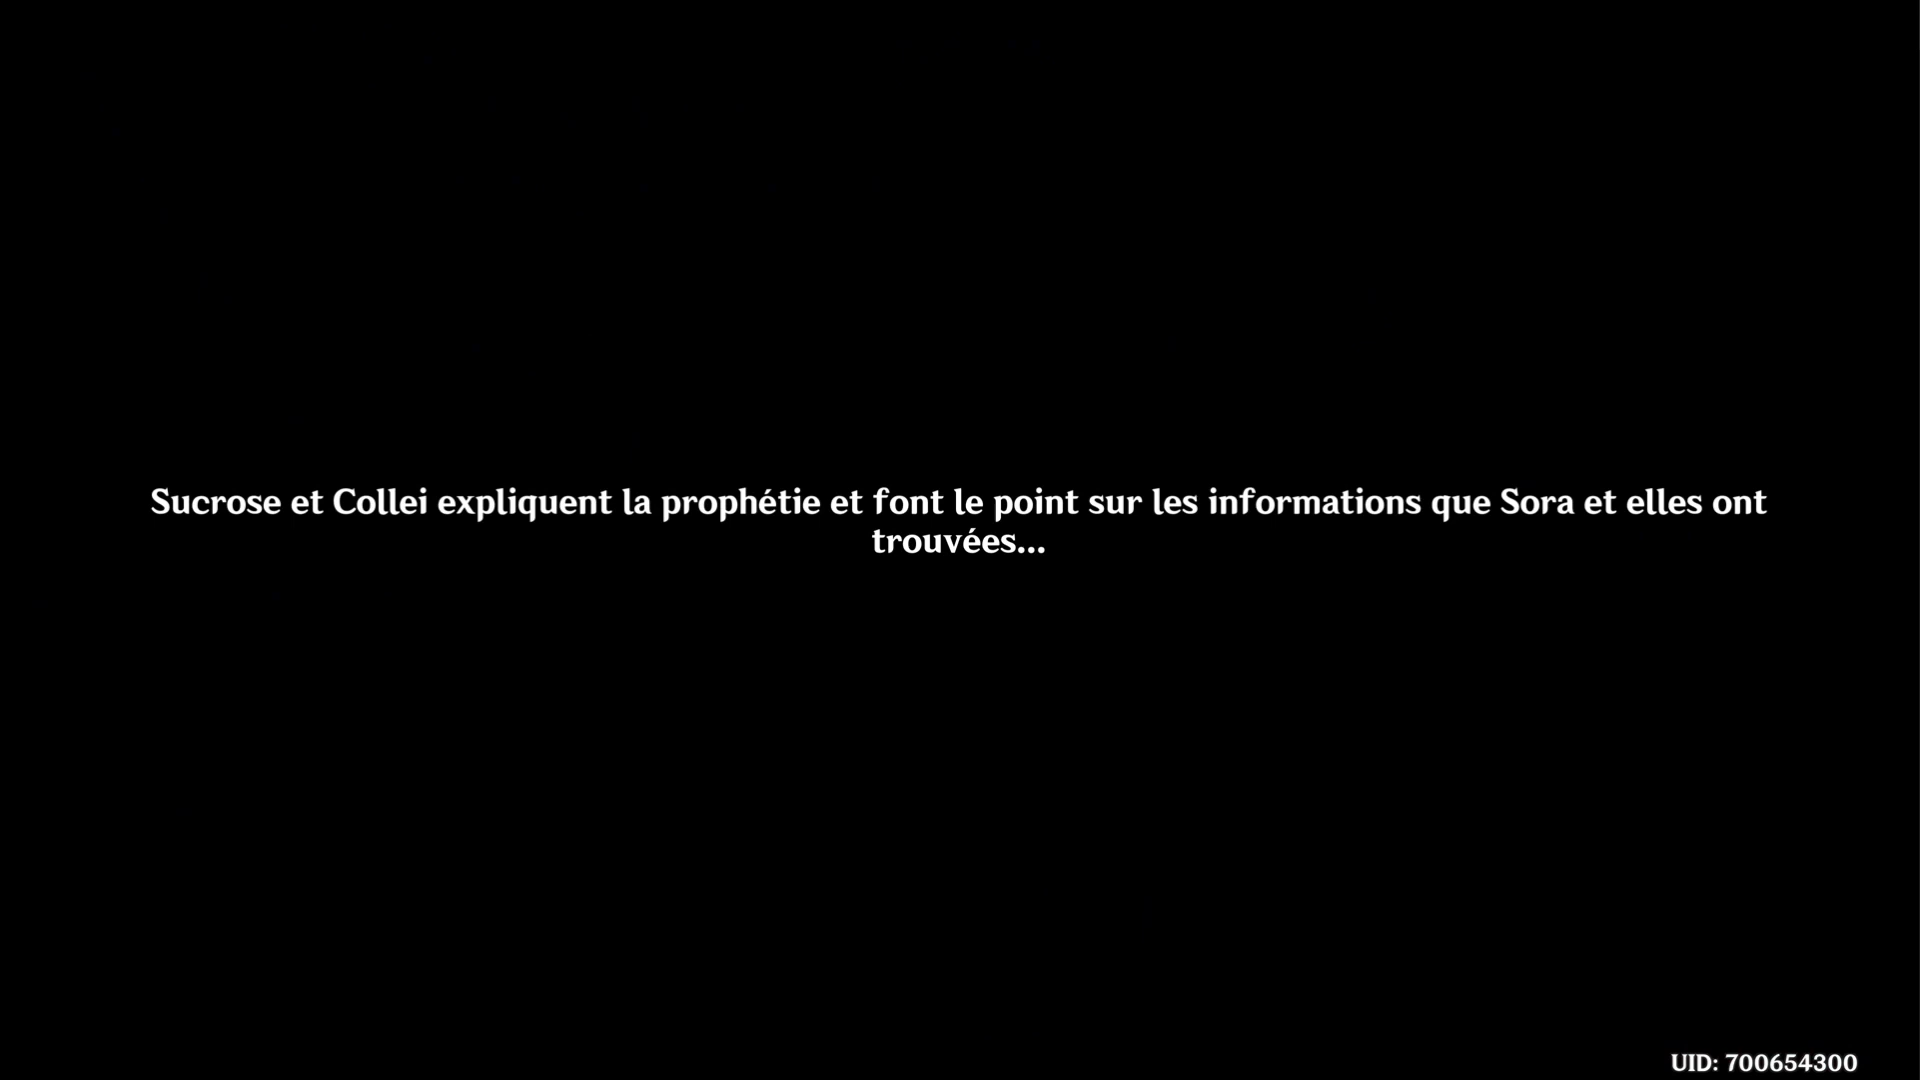 Sucrose et Collei expliquent la prophétie et font le point sur les informations que Sora et elles ont
trouvées...
UID: 700654300